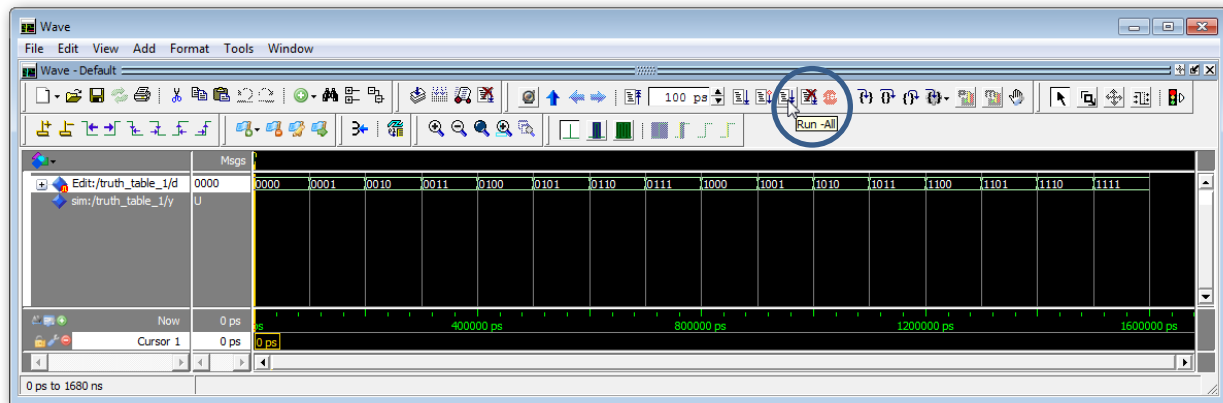 Wave
File Edit View Add Format Tools Window
Wave - Default
100 ps
Run -All
Msgs
Edit:/truth_table_1/d 0000 0000 0001 0010 0011 0100 0101 0110 0111 1000 1001 1010 1011 1100 1101 1110 1111
sim:/truth_table_1/y U
Now 0 ps ps 400000 ps 800000 ps 1200000 ps 1600000 ps
Cursor 1 0 ps 0 ps
0 ps to 1680 ns